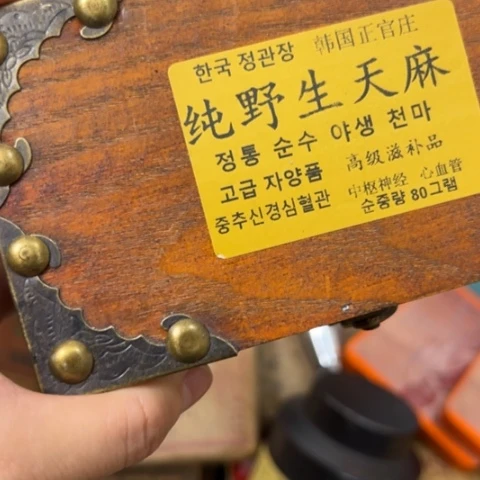 한국 정관장 韩国正官庄
纯野生天麻
정통 순수 야생 천마
고급 자양품 高级滋补品
중추신경심혈관 中枢神经 心血管
순중량 80그램